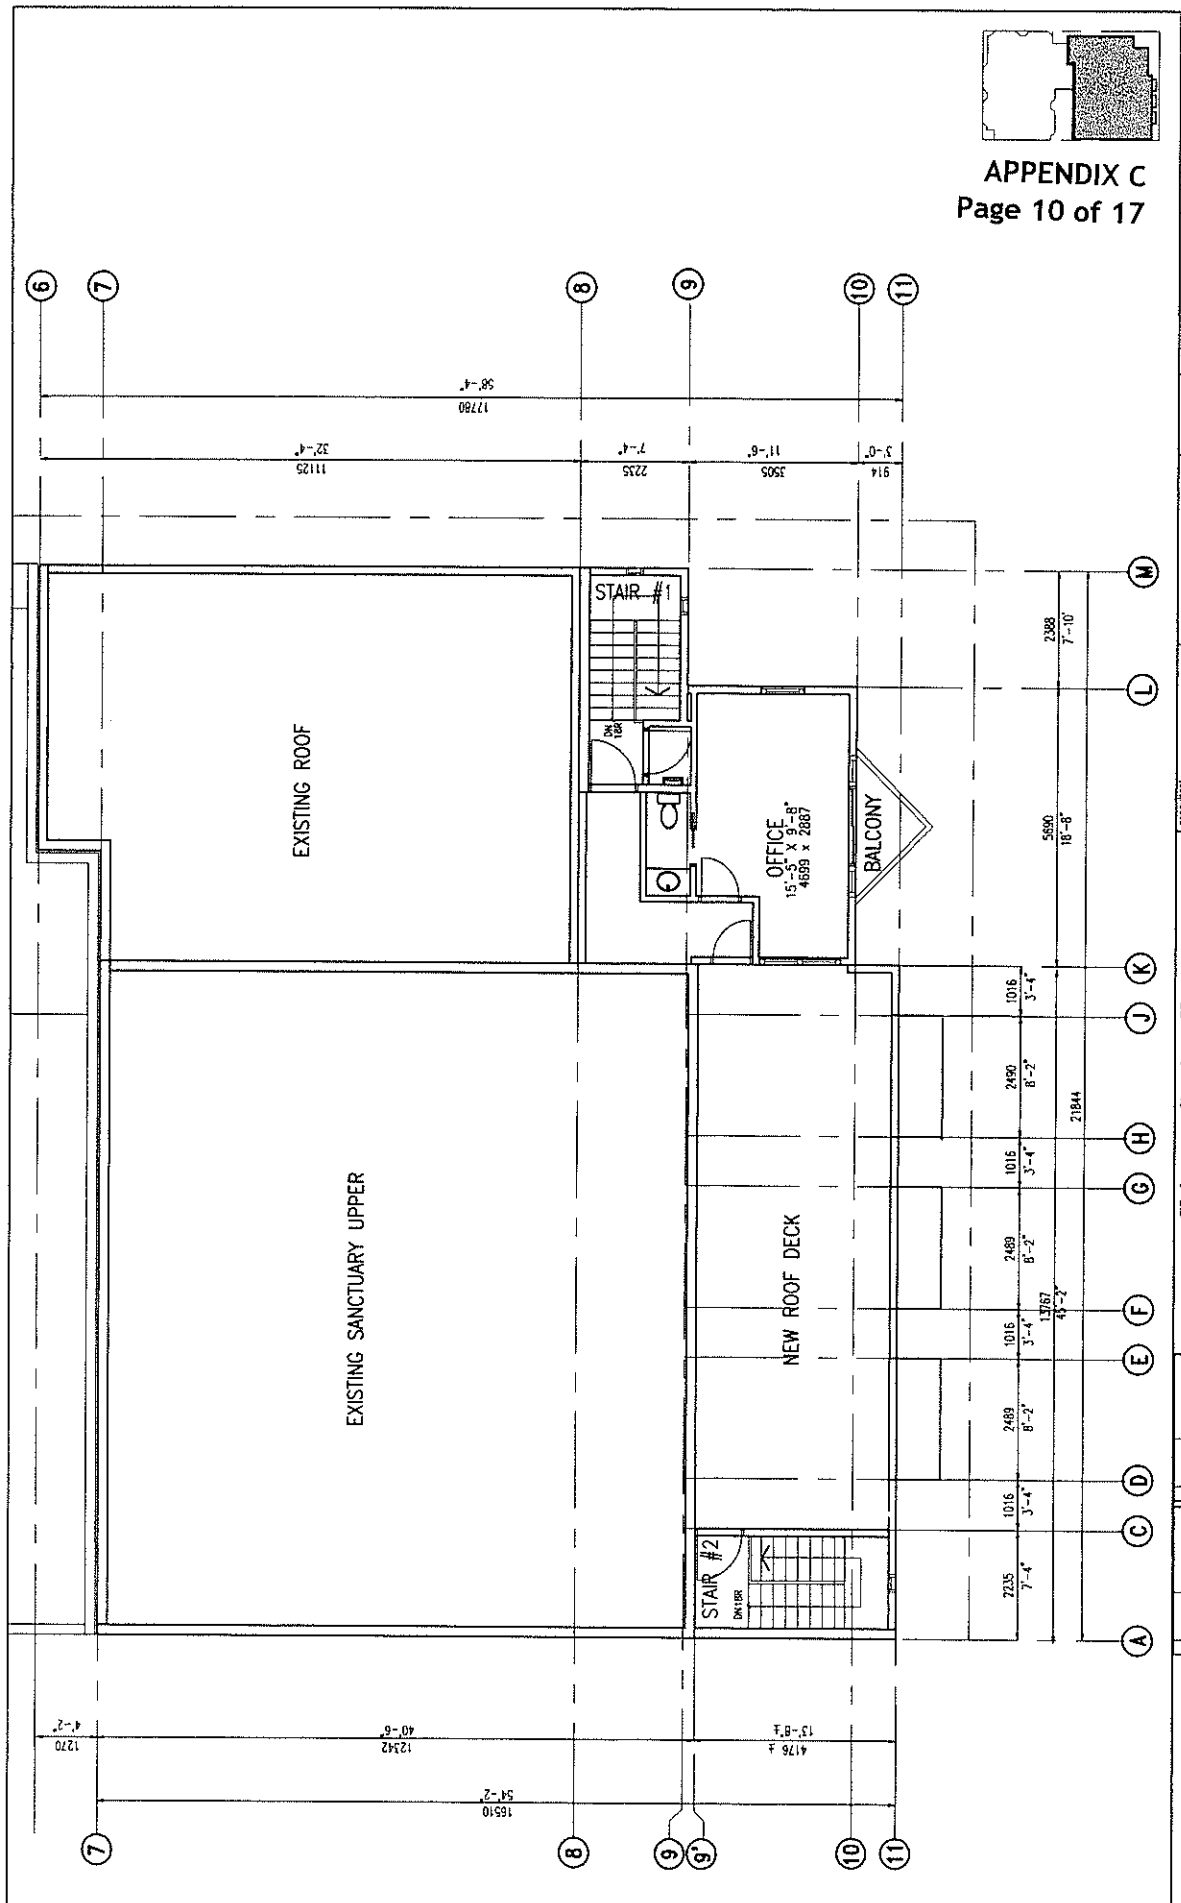 APPENDIX C
Page 10 of 17
6
7
8
9
10
11
58'-4"
17780
32'-4"
11125
7'-4"
2235
11'-6"
3505
3'-0"
914
EXISTING ROOF
STAIR #1
DN
18R
OFFICE
15'-5" X 9'-8"
4699 x 2887
BALCONY
EXISTING SANCTUARY UPPER
NEW ROOF DECK
STAIR #2
DN18R
M
L
K
J
H
G
F
E
D
C
A
2388
7'-10"
5690
18'-8"
21844
13767
45'-2"
1016
3'-4"
2490
8'-2"
1016
3'-4"
2489
8'-2"
1016
3'-4"
2489
8'-2"
1016
3'-4"
2235
7'-4"
4'-2"
1270
40'-6"
12342
13'-8"±
4176 ±
54'-2"
16510
7
8
9
9'
10
11